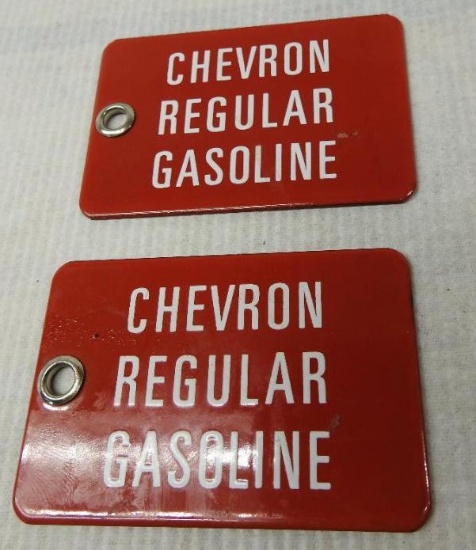 CHEVRON
REGULAR
GASOLINE
CHEVRON
REGULAR
GASOLINE